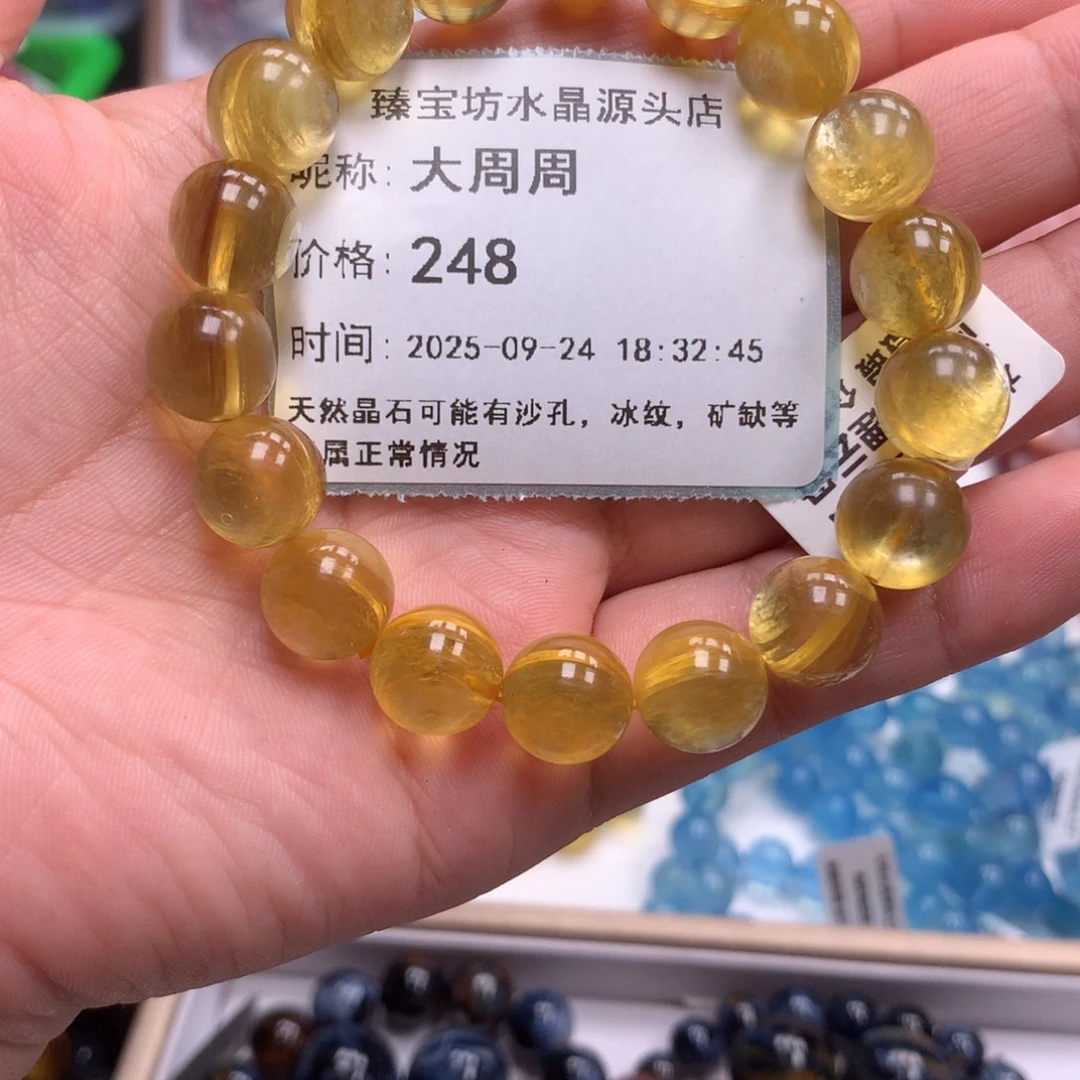 臻宝坊水晶源头店
昵称: 大周周
价格: 248
时间: 2025-09-24 18:32:45
天然晶石可能有沙孔，冰纹，矿缺等
属正常情况